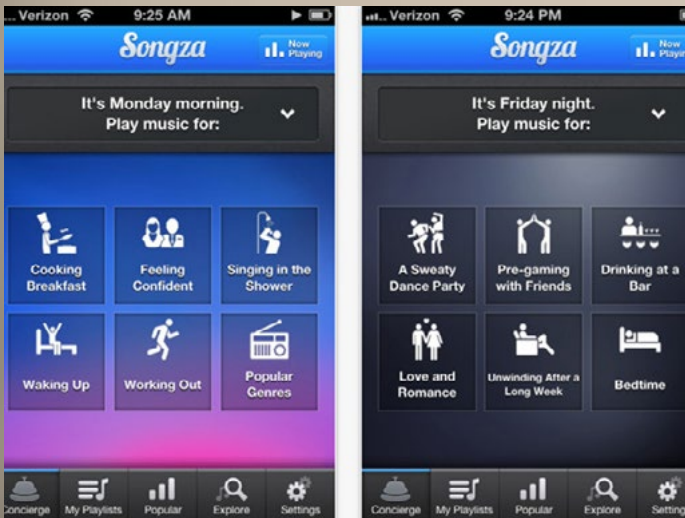 Verizon 9:25 AM
Songza
Now
Playing
It's Monday morning.
Play music for:
Cooking
Breakfast
Feeling
Confident
Singing in the
Shower
Waking Up
Working Out
Popular
Genres
Concierge My Playlists Popular Explore Settings
Verizon 9:24 PM
Songza
Now
It's Friday night.
Play music for:
A Sweaty
Dance Party
Pre-gaming
with Friends
Drinking at a
Bar
Love and
Romance
Unwinding After a
Long Week
Bedtime
Concierge My Playlists Popular Explore